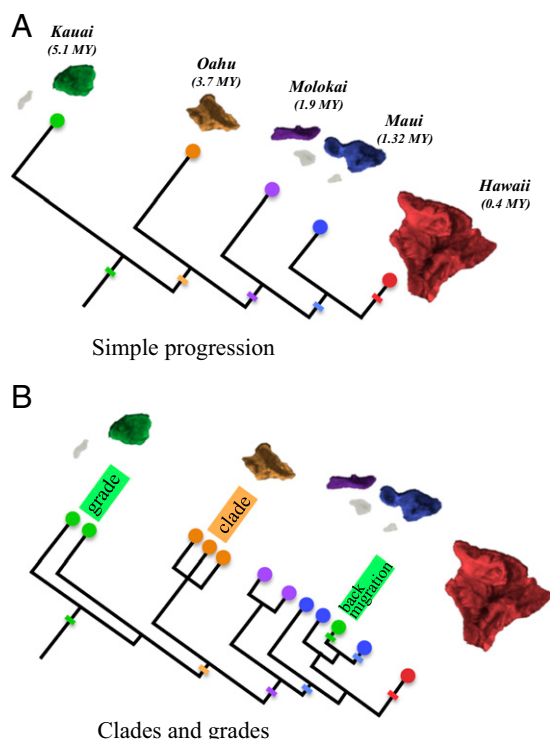 A
Kauai
(5.1 MY)
Oahu
(3.7 MY)
Molokai
(1.9 MY)
Maui
(1.32 MY)
Hawaii
(0.4 MY)
Simple progression
B
grade
clade
back
migration
Clades and grades